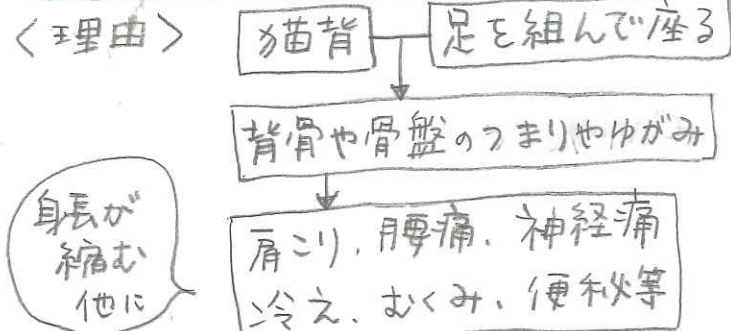 <理由>
猫背
足を組んで座る
背骨や骨盤のつまりやゆがみ
身長が
縮む
他に
肩こり、腰痛、神経痛
冷え、むくみ、便秘等